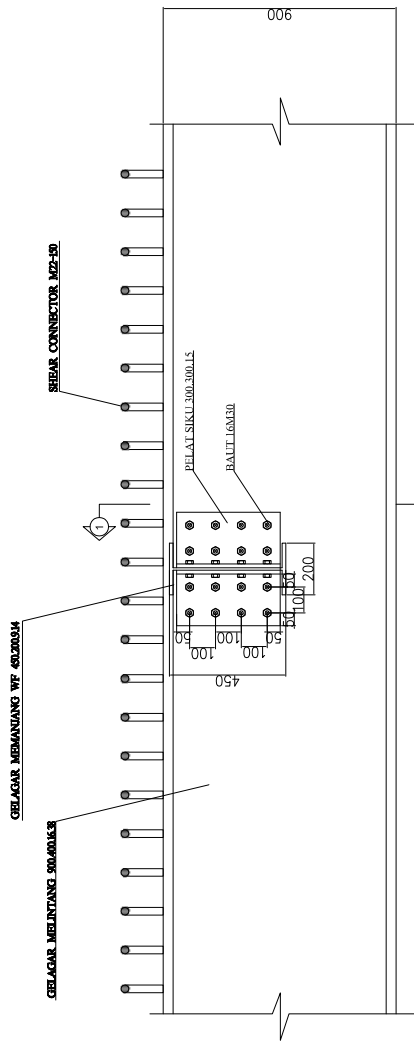 900
SHEAR CONNECTOR M22-150
PELAT SIKU 300.300.15
BAUT 16M30
1
GELAGAR MEMANJANG WF 450.200.9.14
GELAGAR MELINTANG 900.400.16.38
50
100
100
100
50
450
50
100
50
200